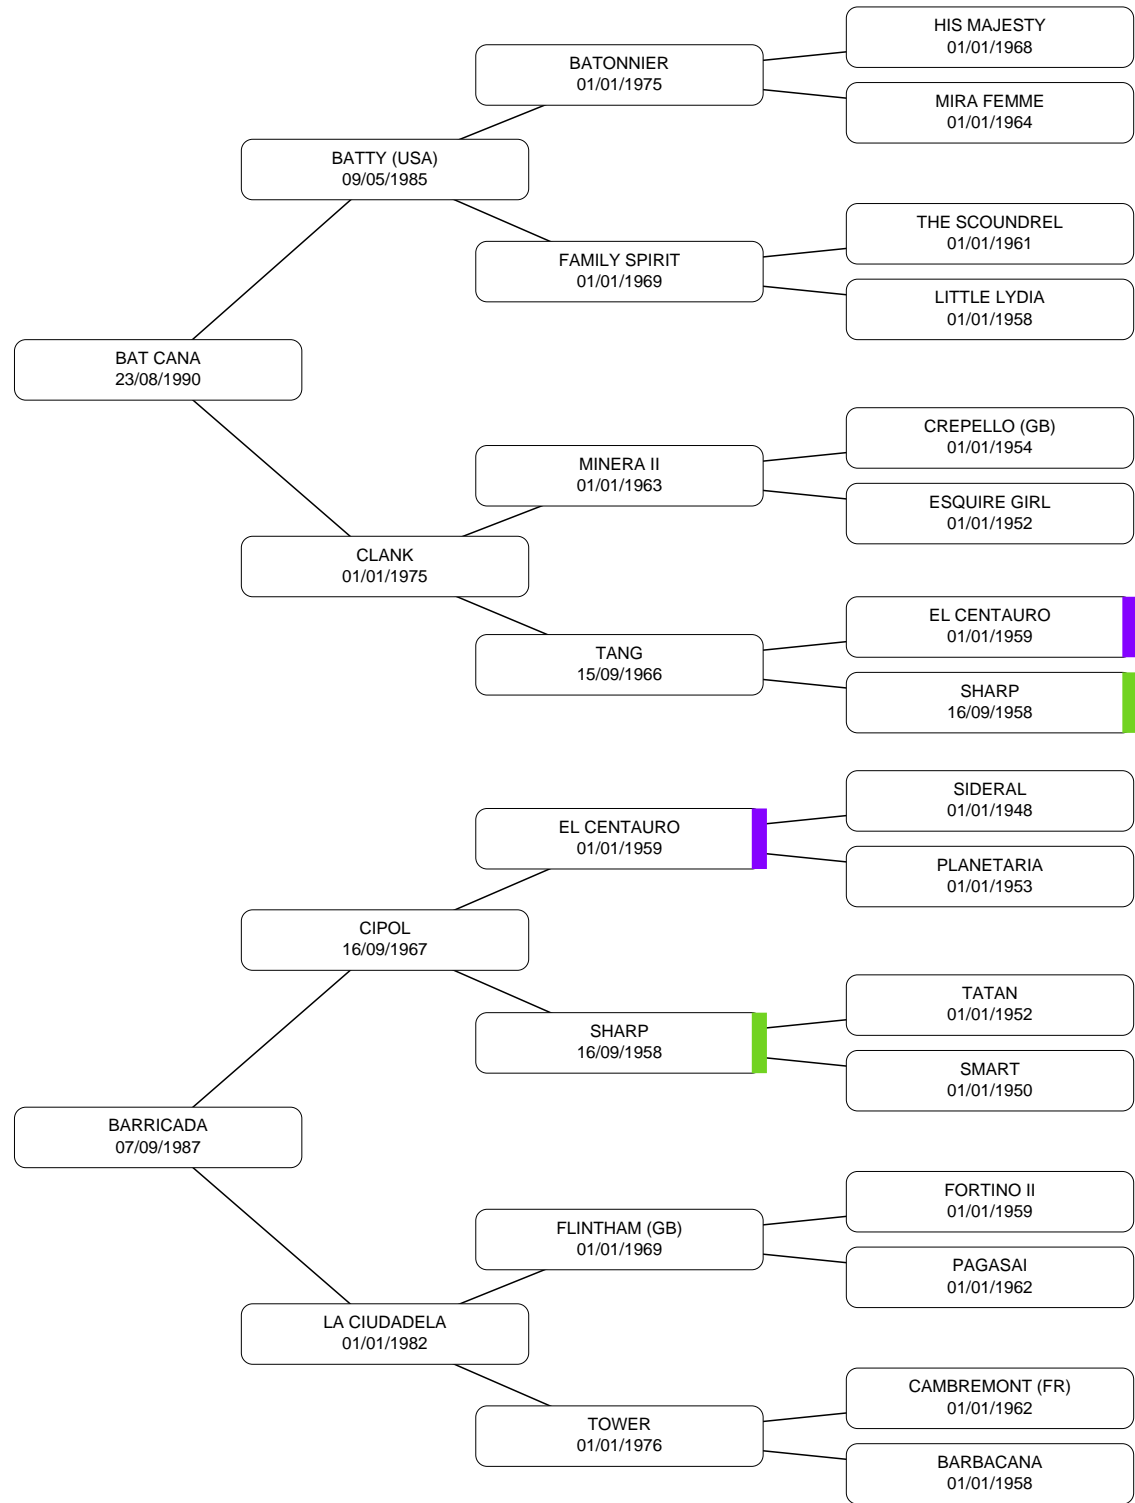 HIS MAJESTY
01/01/1968
BATONNIER
01/01/1975
MIRA FEMME
01/01/1964
BATTY (USA)
09/05/1985
THE SCOUNDREL
01/01/1961
FAMILY SPIRIT
01/01/1969
LITTLE LYDIA
01/01/1958
BAT CANA
23/08/1990
CREPELLO (GB)
01/01/1954
MINERA II
01/01/1963
ESQUIRE GIRL
01/01/1952
CLANK
01/01/1975
EL CENTAURO
01/01/1959
TANG
15/09/1966
SHARP
16/09/1958
SIDERAL
01/01/1948
EL CENTAURO
01/01/1959
PLANETARIA
01/01/1953
CIPOL
16/09/1967
TATAN
01/01/1952
SHARP
16/09/1958
SMART
01/01/1950
BARRICADA
07/09/1987
FORTINO II
01/01/1959
FLINTHAM (GB)
01/01/1969
PAGASAI
01/01/1962
LA CIUDADELA
01/01/1982
CAMBREMONT (FR)
01/01/1962
TOWER
01/01/1976
BARBACANA
01/01/1958